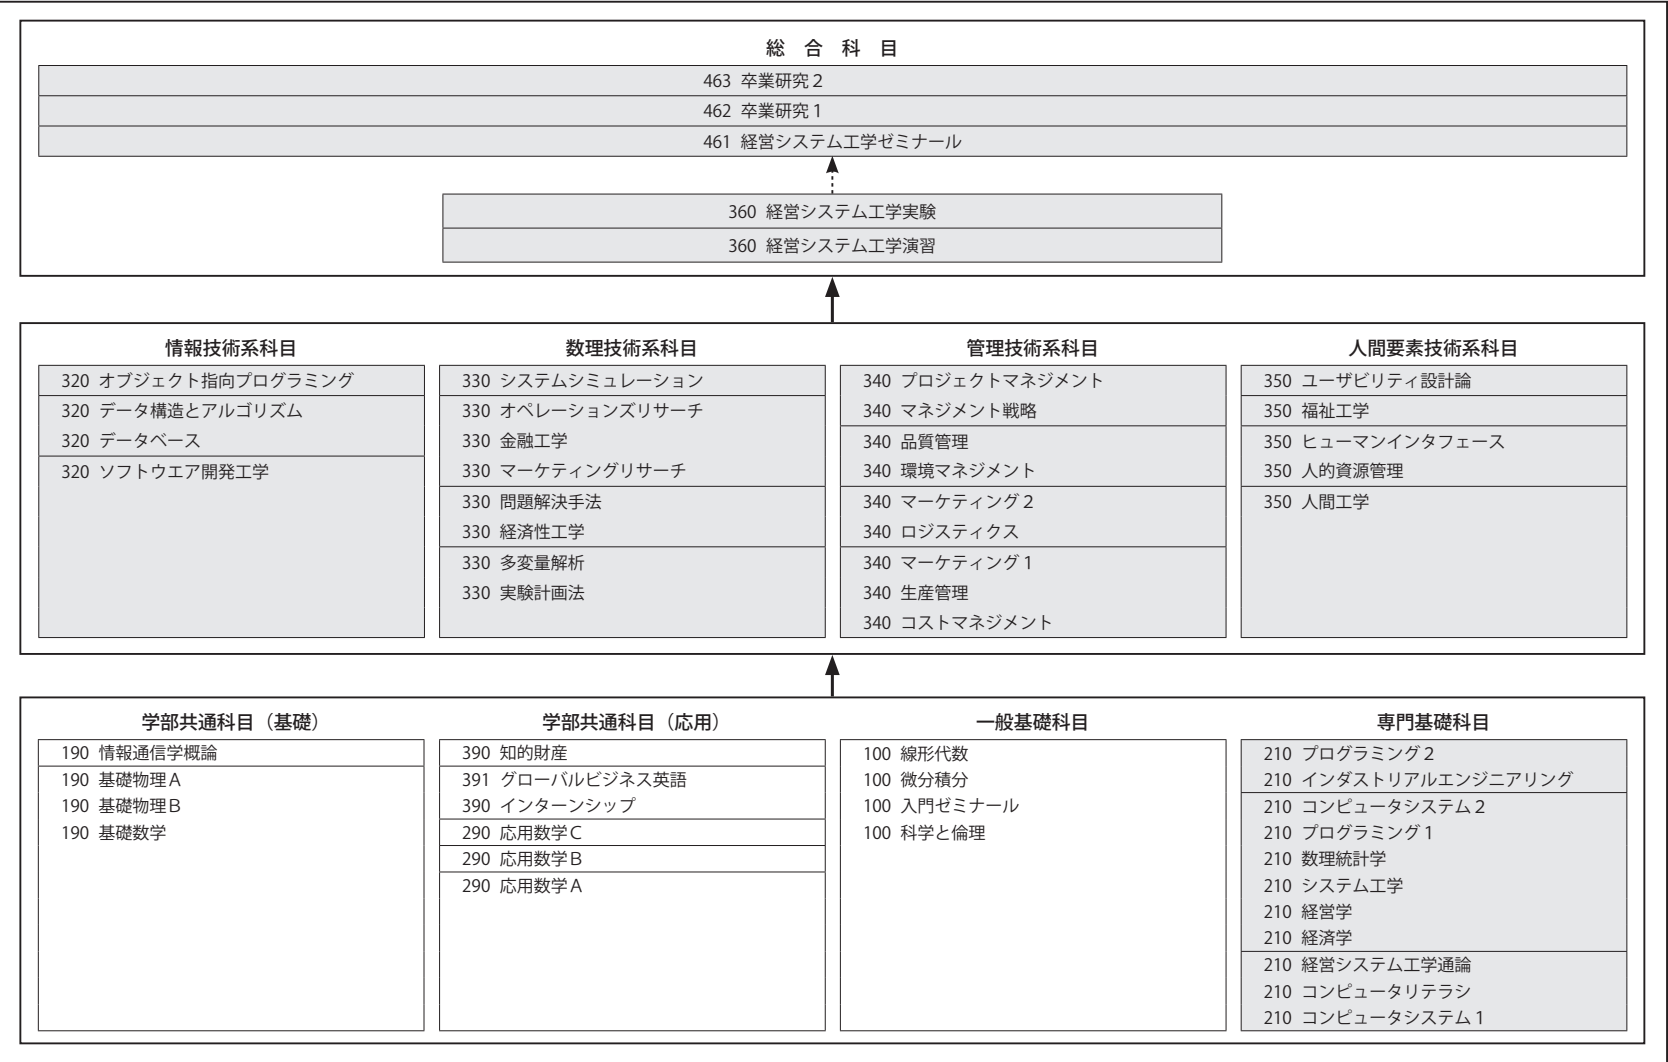 総 合 科 目
463 卒業研究２
462 卒業研究１
461 経営システム工学ゼミナール
360 経営システム工学実験
360 経営システム工学演習
情報技術系科目
320 オブジェクト指向プログラミング
320 データ構造とアルゴリズム
320 データベース
320 ソフトウエア開発工学
数理技術系科目
330 システムシミュレーション
330 オペレーションズリサーチ
330 金融工学
330 マーケティングリサーチ
330 問題解決手法
330 経済性工学
330 多変量解析
330 実験計画法
管理技術系科目
340 プロジェクトマネジメント
340 マネジメント戦略
340 品質管理
340 環境マネジメント
340 マーケティング２
340 ロジスティクス
340 マーケティング１
340 生産管理
340 コストマネジメント
人間要素技術系科目
350 ユーザビリティ設計論
350 福祉工学
350 ヒューマンインタフェース
350 人的資源管理
350 人間工学
学部共通科目（基礎）
190 情報通信学概論
190 基礎物理Ａ
190 基礎物理Ｂ
190 基礎数学
学部共通科目（応用）
390 知的財産
391 グローバルビジネス英語
390 インターンシップ
290 応用数学Ｃ
290 応用数学Ｂ
290 応用数学Ａ
一般基礎科目
100 線形代数
100 微分積分
100 入門ゼミナール
100 科学と倫理
専門基礎科目
210 プログラミング２
210 インダストリアルエンジニアリング
210 コンピュータシステム２
210 プログラミング１
210 数理統計学
210 システム工学
210 経営学
210 経済学
210 経営システム工学通論
210 コンピュータリテラシ
210 コンピュータシステム１